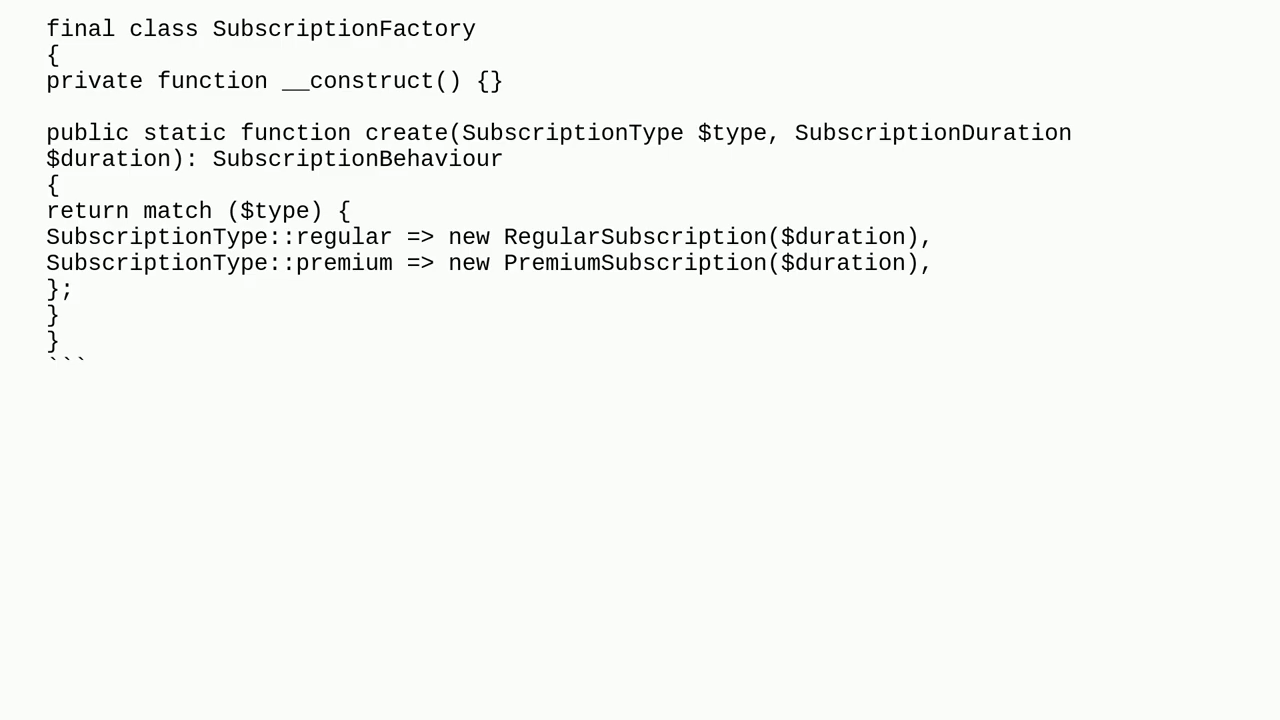 final class SubscriptionFactory
{
private function __construct() {}

public static function create(SubscriptionType $type, SubscriptionDuration
$duration): SubscriptionBehaviour
{
return match ($type) {
SubscriptionType::regular => new RegularSubscription($duration),
SubscriptionType::premium => new PremiumSubscription($duration),
};
}
}
```